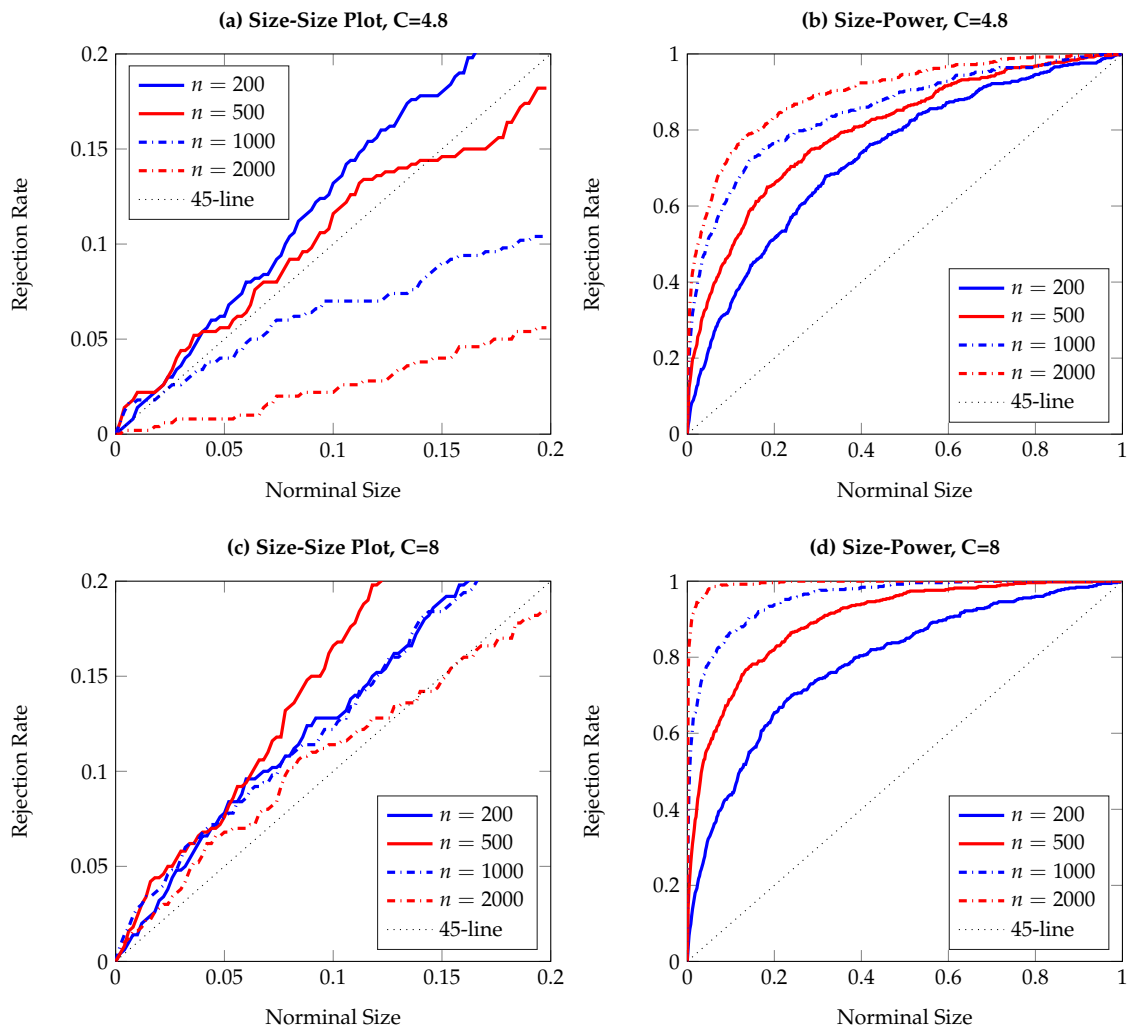 (a) Size-Size Plot, C=4.8
0.2
0.15
0.1
0.05
0
Rejection Rate
n = 200
n = 500
n = 1000
n = 2000
45-line
0 0.05 0.1 0.15 0.2
Norminal Size
(b) Size-Power, C=4.8
1
0.8
0.6
0.4
0.2
0
Rejection Rate
n = 200
n = 500
n = 1000
n = 2000
45-line
0 0.2 0.4 0.6 0.8 1
Norminal Size
(c) Size-Size Plot, C=8
0.2
0.15
0.1
0.05
0
Rejection Rate
n = 200
n = 500
n = 1000
n = 2000
45-line
0 0.05 0.1 0.15 0.2
Norminal Size
(d) Size-Power, C=8
1
0.8
0.6
0.4
0.2
0
Rejection Rate
n = 200
n = 500
n = 1000
n = 2000
45-line
0 0.2 0.4 0.6 0.8 1
Norminal Size